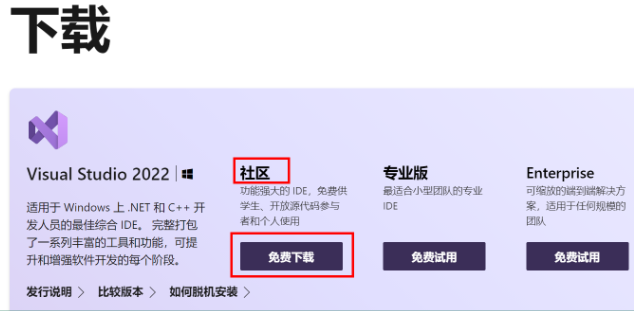 下载
Visual Studio 2022
适用于 Windows 上 .NET 和 C++ 开
发人员的最佳综合 IDE。 完整打包
了一系列丰富的工具和功能，可提
升和增强软件开发的每个阶段。
社区
功能强大的 IDE，免费供
学生、开放源代码参与
者和个人使用
免费下载
专业版
最适合小型团队的专业
IDE
免费试用
Enterprise
可缩放的端到端解决方
案，适用于任何规模的
团队
免费试用
发行说明 〉 比较版本 〉 如何脱机安装 〉